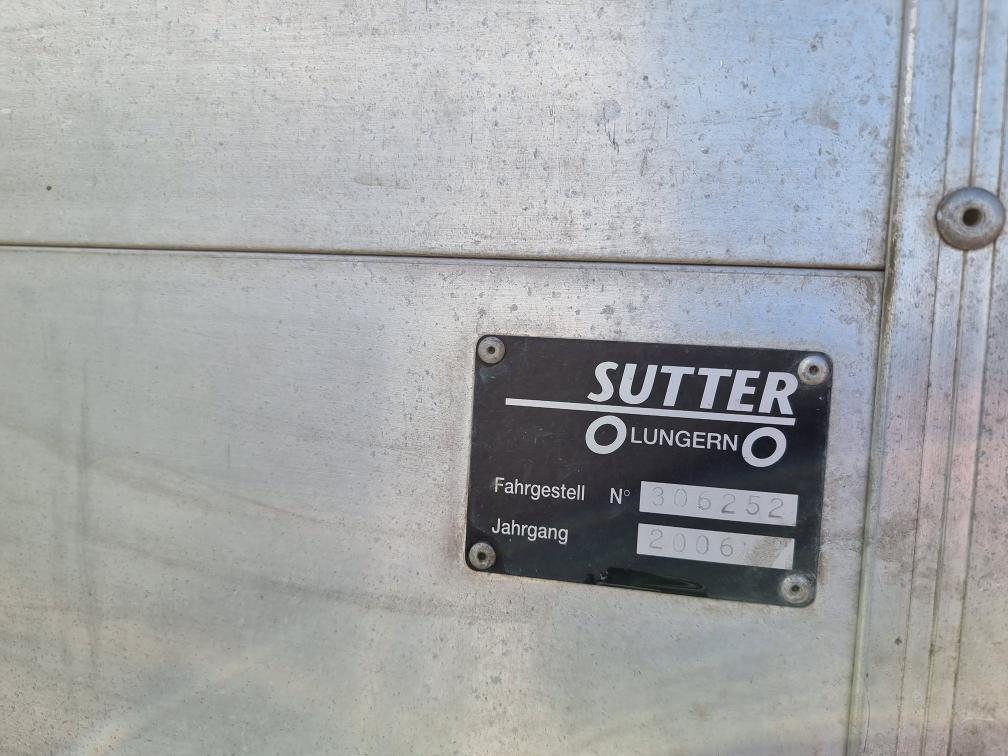 SUTTER
LUNGERN
Fahrgestell N° 306252
Jahrgang 2006